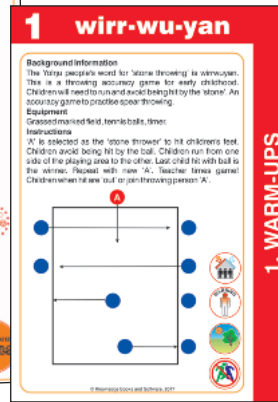 1 wirr-wu-yan
Background Information
The Yolŋu people's word for 'stone throwing' is wirrwuyan.
This is a throwing accuracy game for early childhood.
Children will need to run and avoid being hit by the 'stone'. An
accuracy game to practise spear throwing.
Equipment
Grassed marked field, tennis balls, timer.
Instructions
'A' is selected as the 'stone thrower' to hit children's feet.
Children avoid being hit by the ball. Children run from one
side of the playing area to the other. Last child hit with ball is
the winner. Repeat with new 'A'. Teacher times game!
Children when hit are 'out' or join throwing person 'A'.
A
1. WARM-UPS